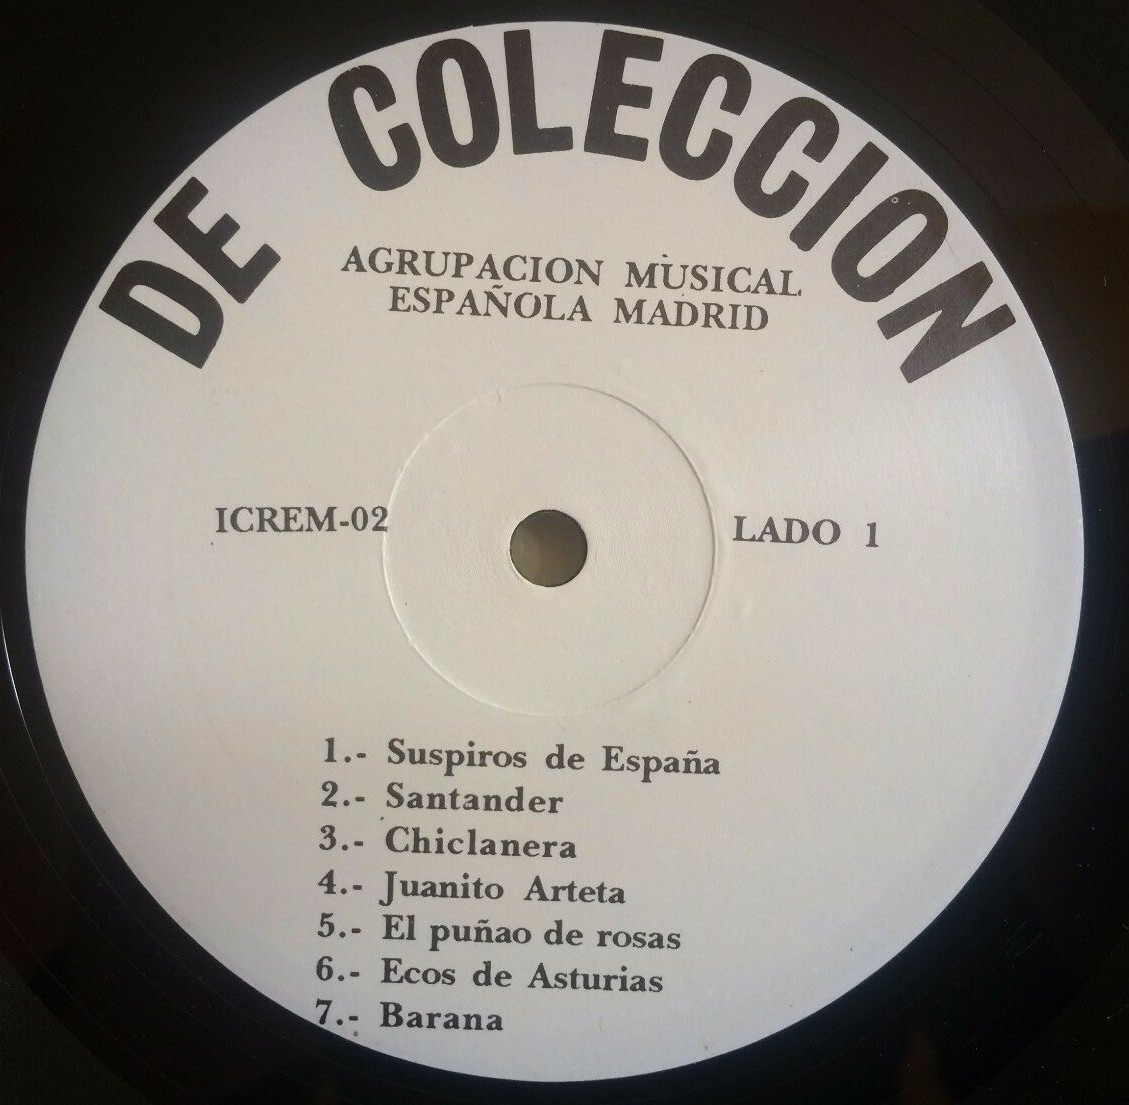 DE COLECCION
AGRUPACION MUSICAL
ESPAÑOLA MADRID
ICREM-02
LADO 1
1.- Suspiros de España
2.- Santander
3.- Chiclanera
4.- Juanito Arteta
5.- El puñao de rosas
6.- Ecos de Asturias
7.- Barana